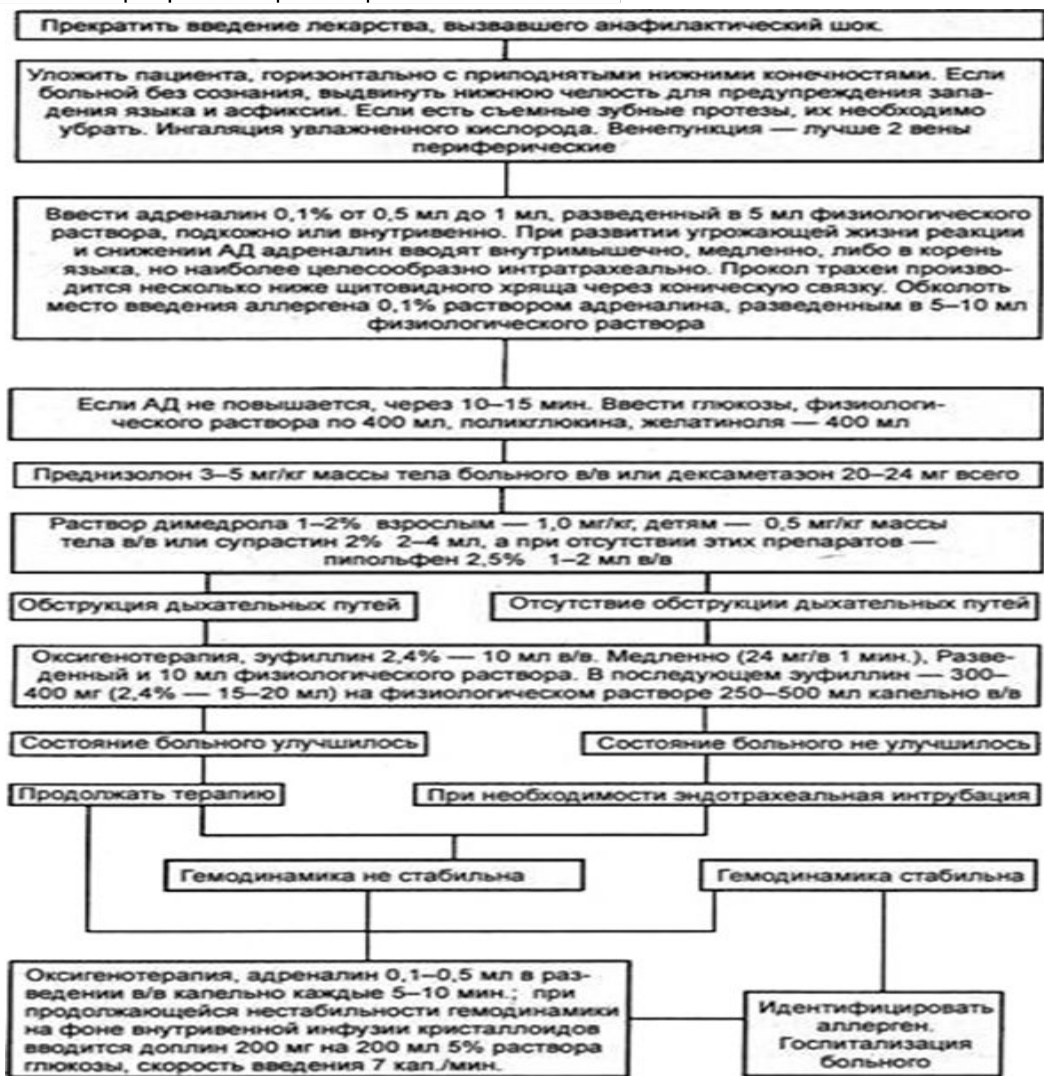 Прекратить введение лекарства, вызвавшего анафилактический шок.
Уложить пациента, горизонтально с приподнятыми нижними конечностями. Если
больной без сознания, выдвинуть нижнюю челюсть для предупреждения запа-
дения языка и асфиксии. Если есть съемные зубные протезы, их необходимо
убрать. Ингаляция увлажненного кислорода. Венепункция — лучше 2 вены
периферические
Ввести адреналин 0,1% от 0,5 мл до 1 мл, разведенный в 5 мл физиологического
раствора, подкожно или внутривенно. При развитии угрожающей жизни реакции
и снижении АД адреналин вводят внутримышечно, медленно, либо в корень
языка, но наиболее целесообразно интратрахеально. Прокол трахеи произво-
дится несколько ниже щитовидного хряща через коническую связку. Обколоть
место введения аллергена 0,1% раствором адреналина, разведенным в 5–10 мл
физиологического раствора
Если АД не повышается, через 10–15 мин. Ввести глюкозы, физиологи-
ческого раствора по 400 мл, полиглюкина, желатиноля — 400 мл
Преднизолон 3–5 мг/кг массы тела больного в/в или дексаметазон 20–24 мг всего
Раствор димедрола 1–2% взрослым — 1,0 мг/кг, детям — 0,5 мг/кг массы
тела в/в или супрастин 2% 2–4 мл, а при отсутствии этих препаратов —
пипольфен 2,5% 1–2 мл в/в
Обструкция дыхательных путей
Отсутствие обструкции дыхательных путей
Оксигенотерапия, эуфиллин 2,4% — 10 мл в/в. Медленно (24 мг/в 1 мин.), Разве-
денный и 10 мл физиологического раствора. В последующем эуфиллин — 300–
400 мг (2,4% — 15–20 мл) на физиологическом растворе 250–500 мл капельно в/в
Состояние больного улучшилось
Состояние больного не улучшилось
Продолжать терапию
При необходимости эндотрахеальная интрубация
Гемодинамика не стабильна
Гемодинамика стабильна
Оксигенотерапия, адреналин 0,1–0,5 мл в раз-
ведении в/в капельно каждые 5–10 мин.; при
продолжающейся нестабильности гемодинамики
на фоне внутривенной инфузии кристаллоидов
вводится доплин 200 мг на 200 мл 5% раствора
глюкозы, скорость введения 7 кап./мин.
Идентифицировать
аллерген.
Госпитализация
больного